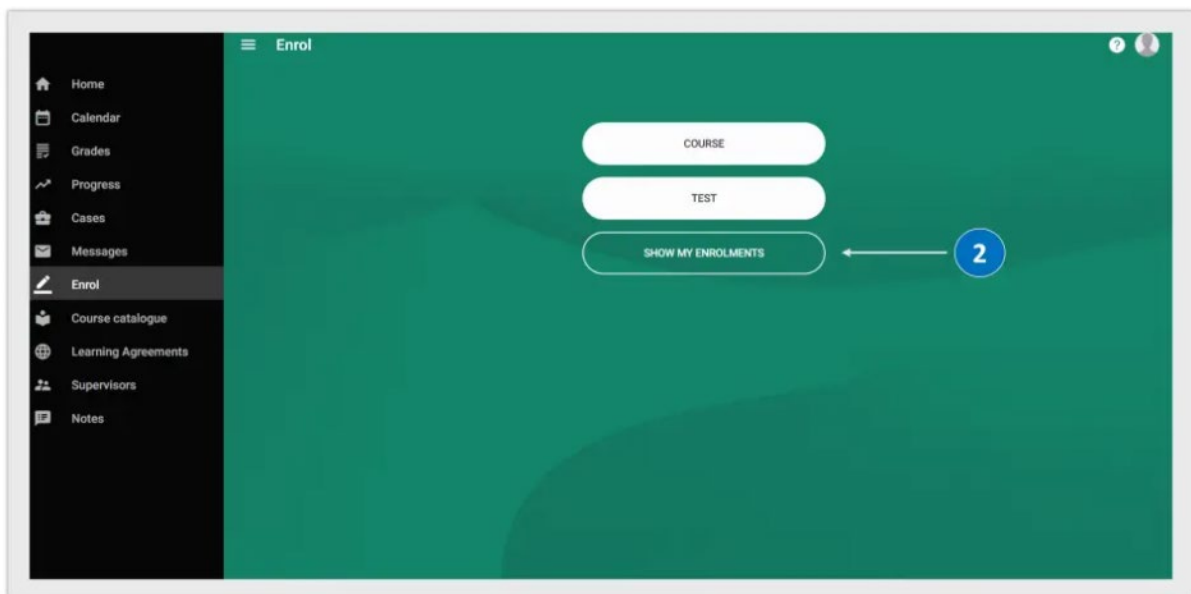 Enrol
?
Home
Calendar
Grades
Progress
Cases
Messages
Enrol
Course catalogue
Learning Agreements
Supervisors
Notes
COURSE
TEST
SHOW MY ENROLMENTS
2